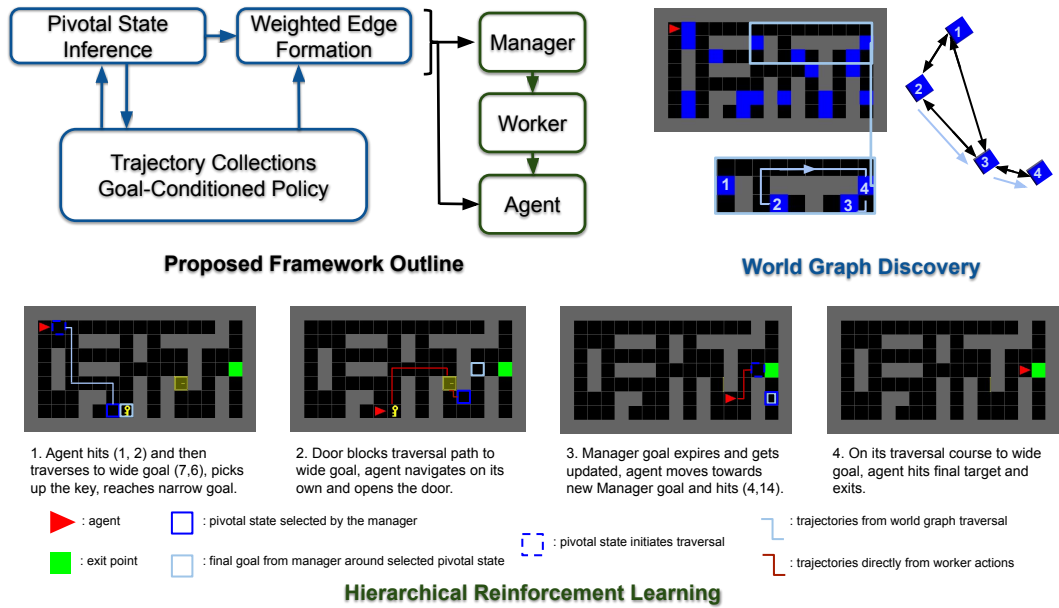 Pivotal State
Inference
Weighted Edge
Formation
Manager
Worker
Agent
Trajectory Collections
Goal-Conditioned Policy
Proposed Framework Outline
1
2
3
4
1
2
3
4
World Graph Discovery
1. Agent hits (1, 2) and then
traverses to wide goal (7,6), picks
up the key, reaches narrow goal.
2. Door blocks traversal path to
wide goal, agent navigates on its
own and opens the door.
3. Manager goal expires and gets
updated, agent moves towards
new Manager goal and hits (4,14).
4. On its traversal course to wide
goal, agent hits final target and
exits.
: agent
: exit point
: pivotal state selected by the manager
: final goal from manager around selected pivotal state
: pivotal state initiates traversal
: trajectories from world graph traversal
: trajectories directly from worker actions
Hierarchical Reinforcement Learning